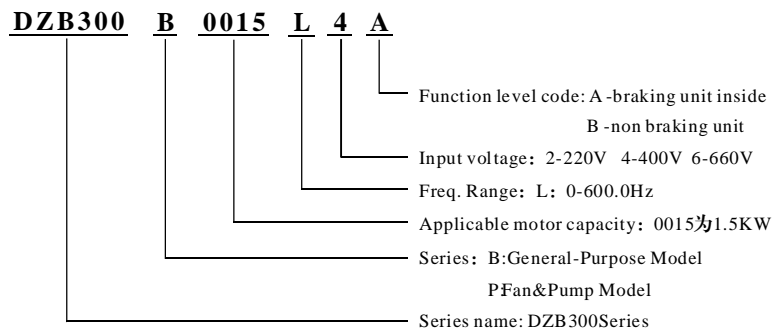 DZB300 B 0015 L 4 A
Function level code: A -braking unit inside
B -non braking unit
Input voltage: 2-220V 4-400V 6-660V
Freq. Range: L: 0-600.0Hz
Applicable motor capacity: 0015为1.5KW
Series: B:General-Purpose Model
P:Fan&Pump Model
Series name: DZB300Series